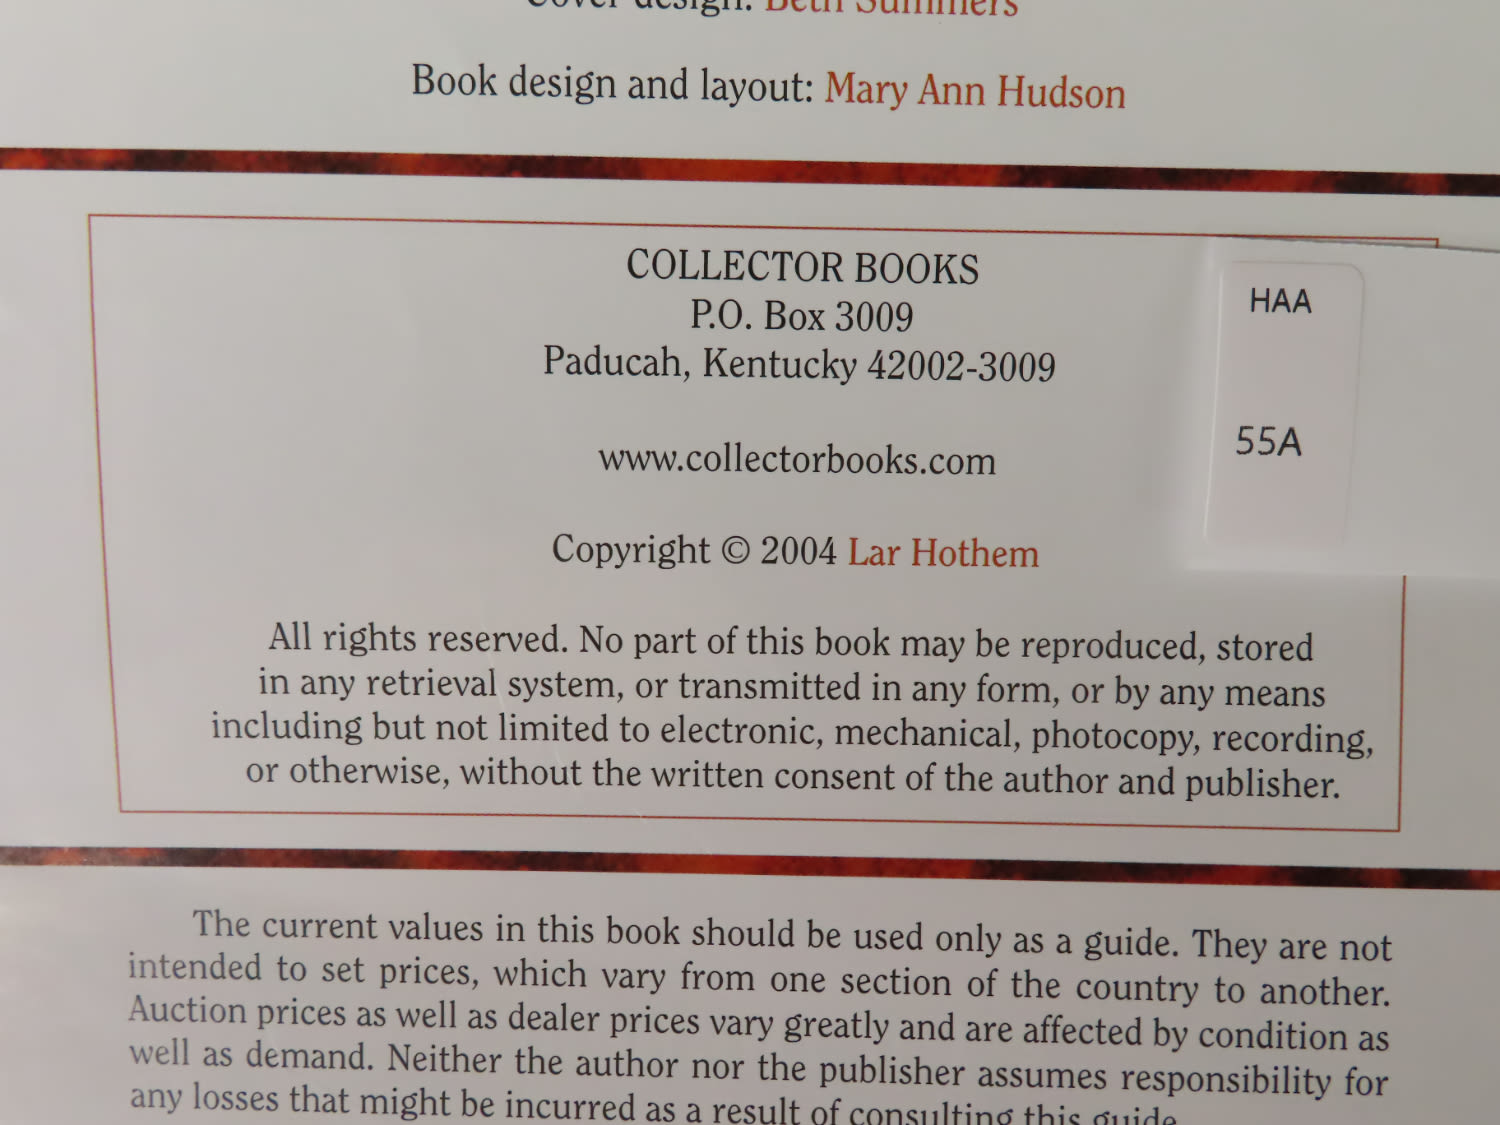 Cover design: Beth Summers
Book design and layout: Mary Ann Hudson
COLLECTOR BOOKS
P.O. Box 3009
Paducah, Kentucky 42002-3009
www.collectorbooks.com
Copyright © 2004 Lar Hothem
HAA
55A
All rights reserved. No part of this book may be reproduced, stored
in any retrieval system, or transmitted in any form, or by any means
including but not limited to electronic, mechanical, photocopy, recording,
or otherwise, without the written consent of the author and publisher.
The current values in this book should be used only as a guide. They are not
intended to set prices, which vary from one section of the country to another.
Auction prices as well as dealer prices vary greatly and are affected by condition as
well as demand. Neither the author nor the publisher assumes responsibility for
any losses that might be incurred as a result of consulting this guide.